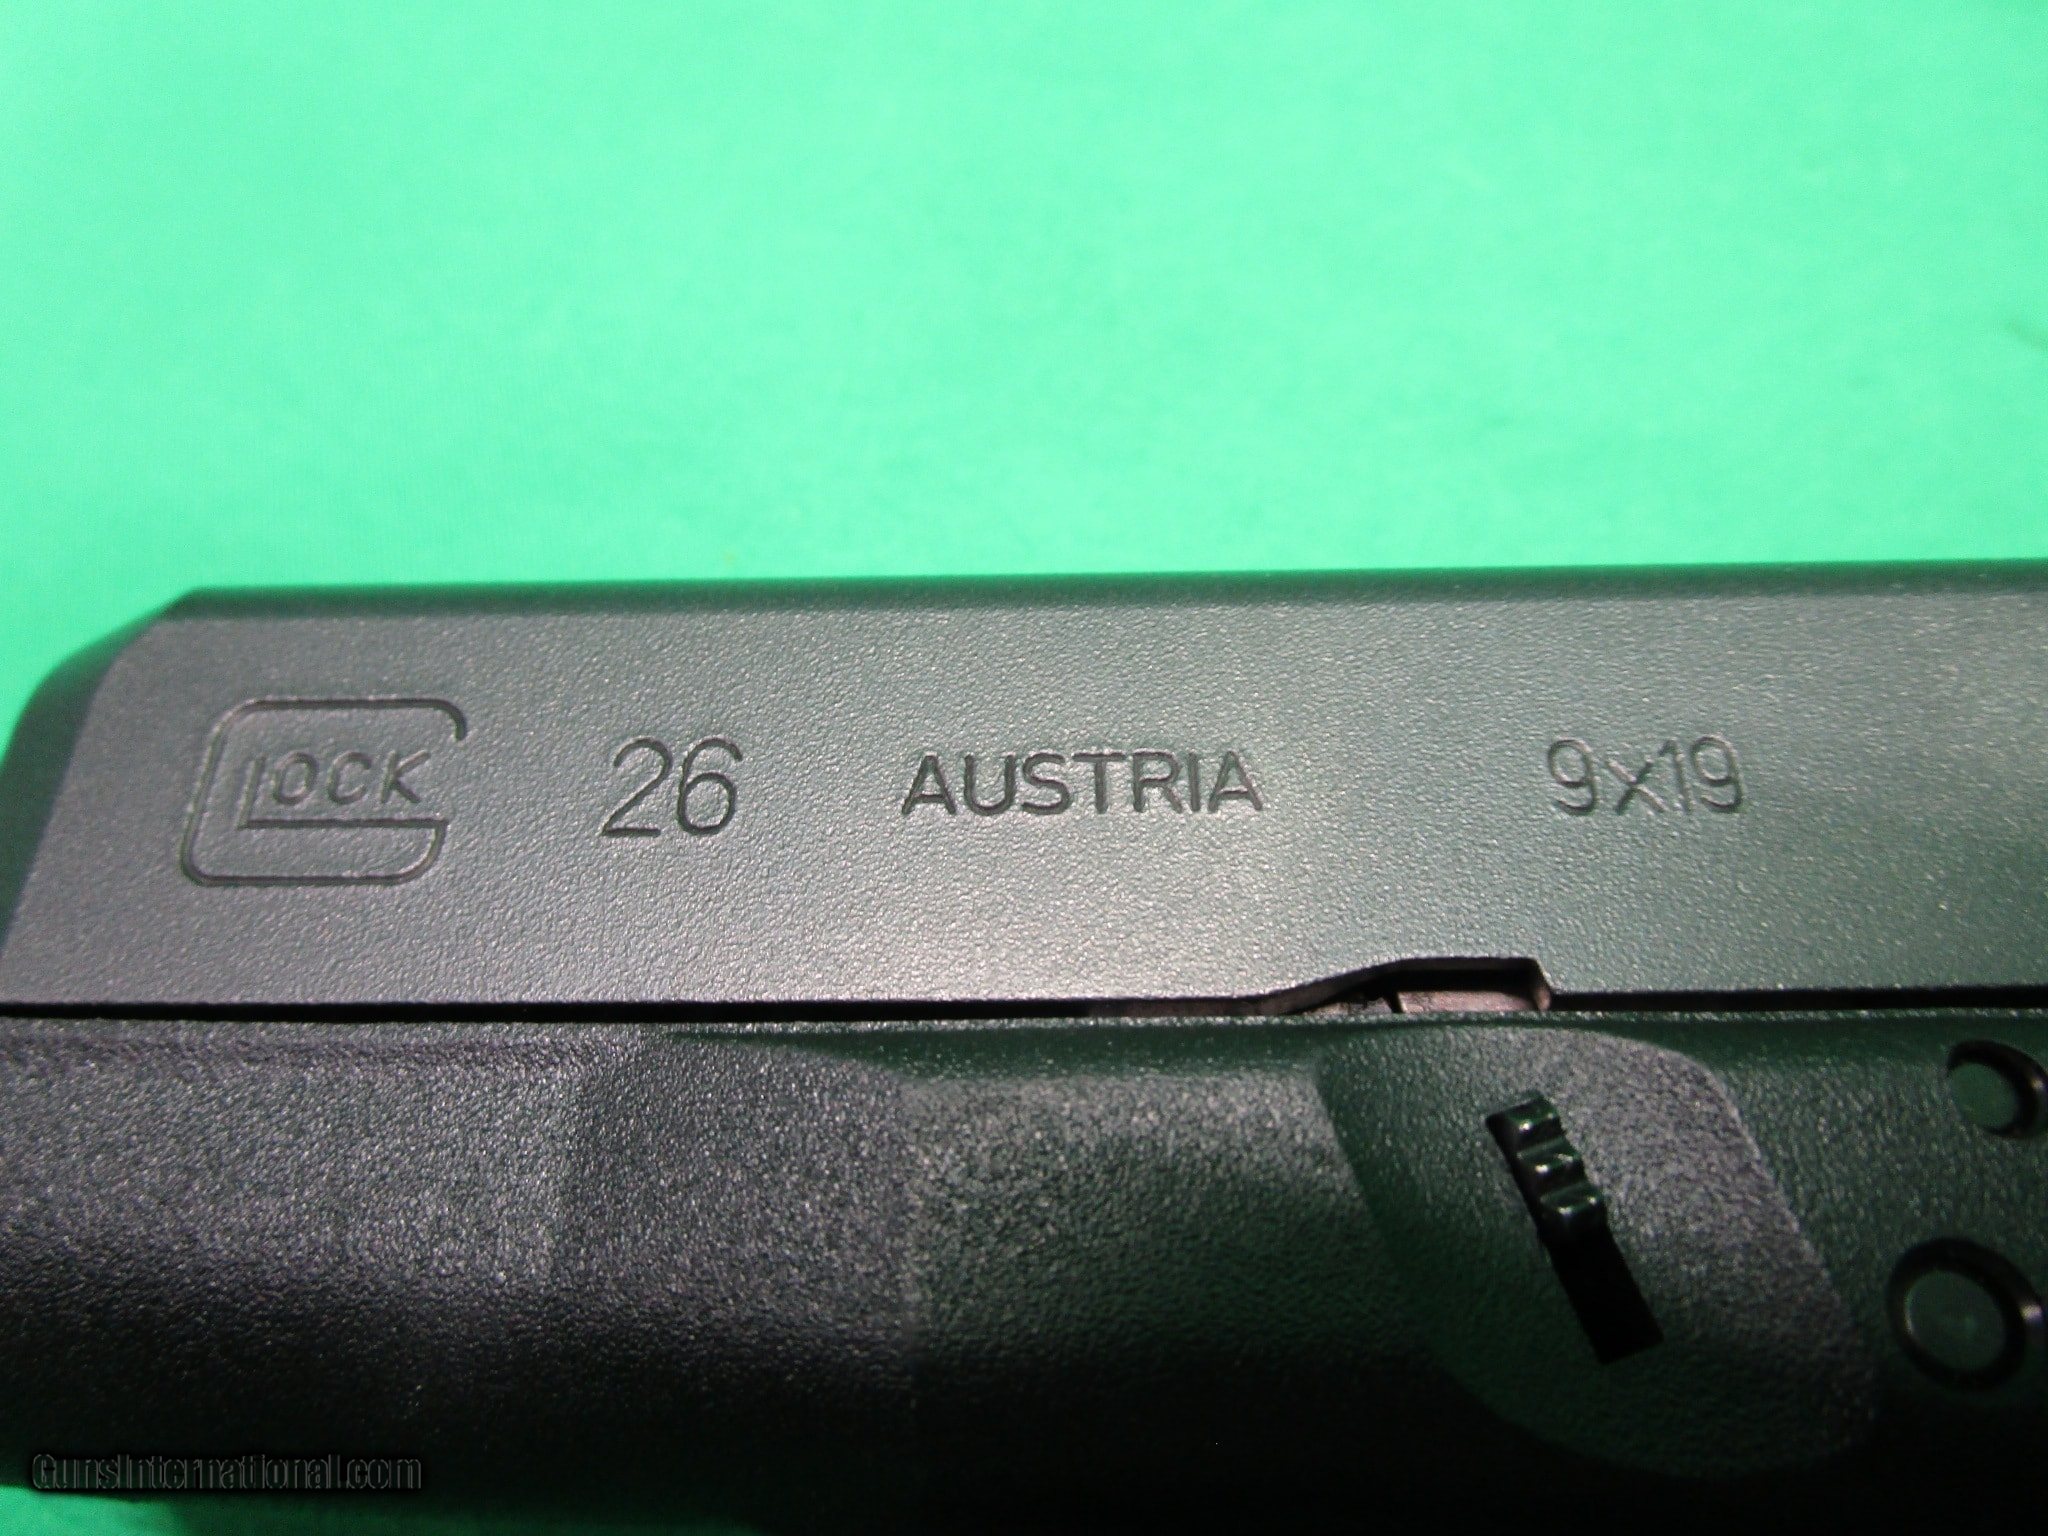 GLOCK 26 AUSTRIA 9x19
GunsInternational.com